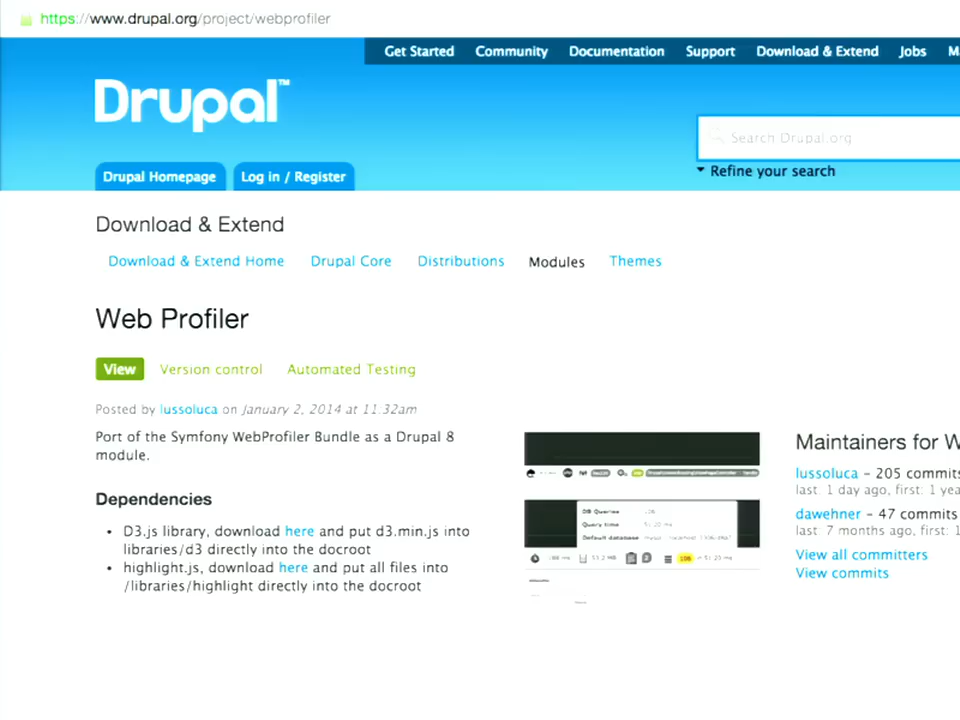 https://www.drupal.org/project/webprofiler
Get Started Community Documentation Support Download & Extend Jobs
Drupal™
Search Drupal.org
Refine your search
Drupal Homepage Log in / Register
Download & Extend
Download & Extend Home Drupal Core Distributions Modules Themes
Web Profiler
View Version control Automated Testing
Posted by lussoluca on January 2, 2014 at 11:32am
Port of the Symfony WebProfiler Bundle as a Drupal 8
module.
Dependencies
• D3.js library, download here and put d3.min.js into
libraries/d3 directly into the docroot
• highlight.js, download here and put all files into
/libraries/highlight directly into the docroot
DB Queries
Query time
Default database
Maintainers for W
lussoluca – 205 commits
last: 1 day ago, first: 1 yea
dawehner – 47 commits
last: 7 months ago, first: 1
View all committers
View commits